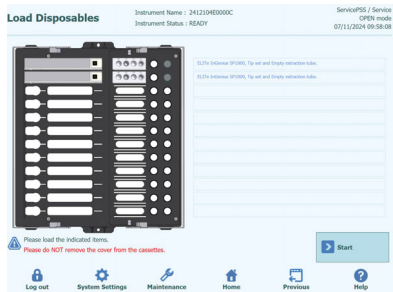 Load Disposables
Instrument Name : 2412104E0000C
Instrument Status : READY
ServicePSS / Service
OPEN mode
07/11/2024 09:58:08
ELITe InGenius SP1000, Tip set and Empty extraction tube.
ELITe InGenius SP1000, Tip set and Empty extraction tube.
Please load the indicated items.
Please do NOT remove the cover from the cassettes.
Start
Log out
System Settings
Maintenance
Home
Previous
Help